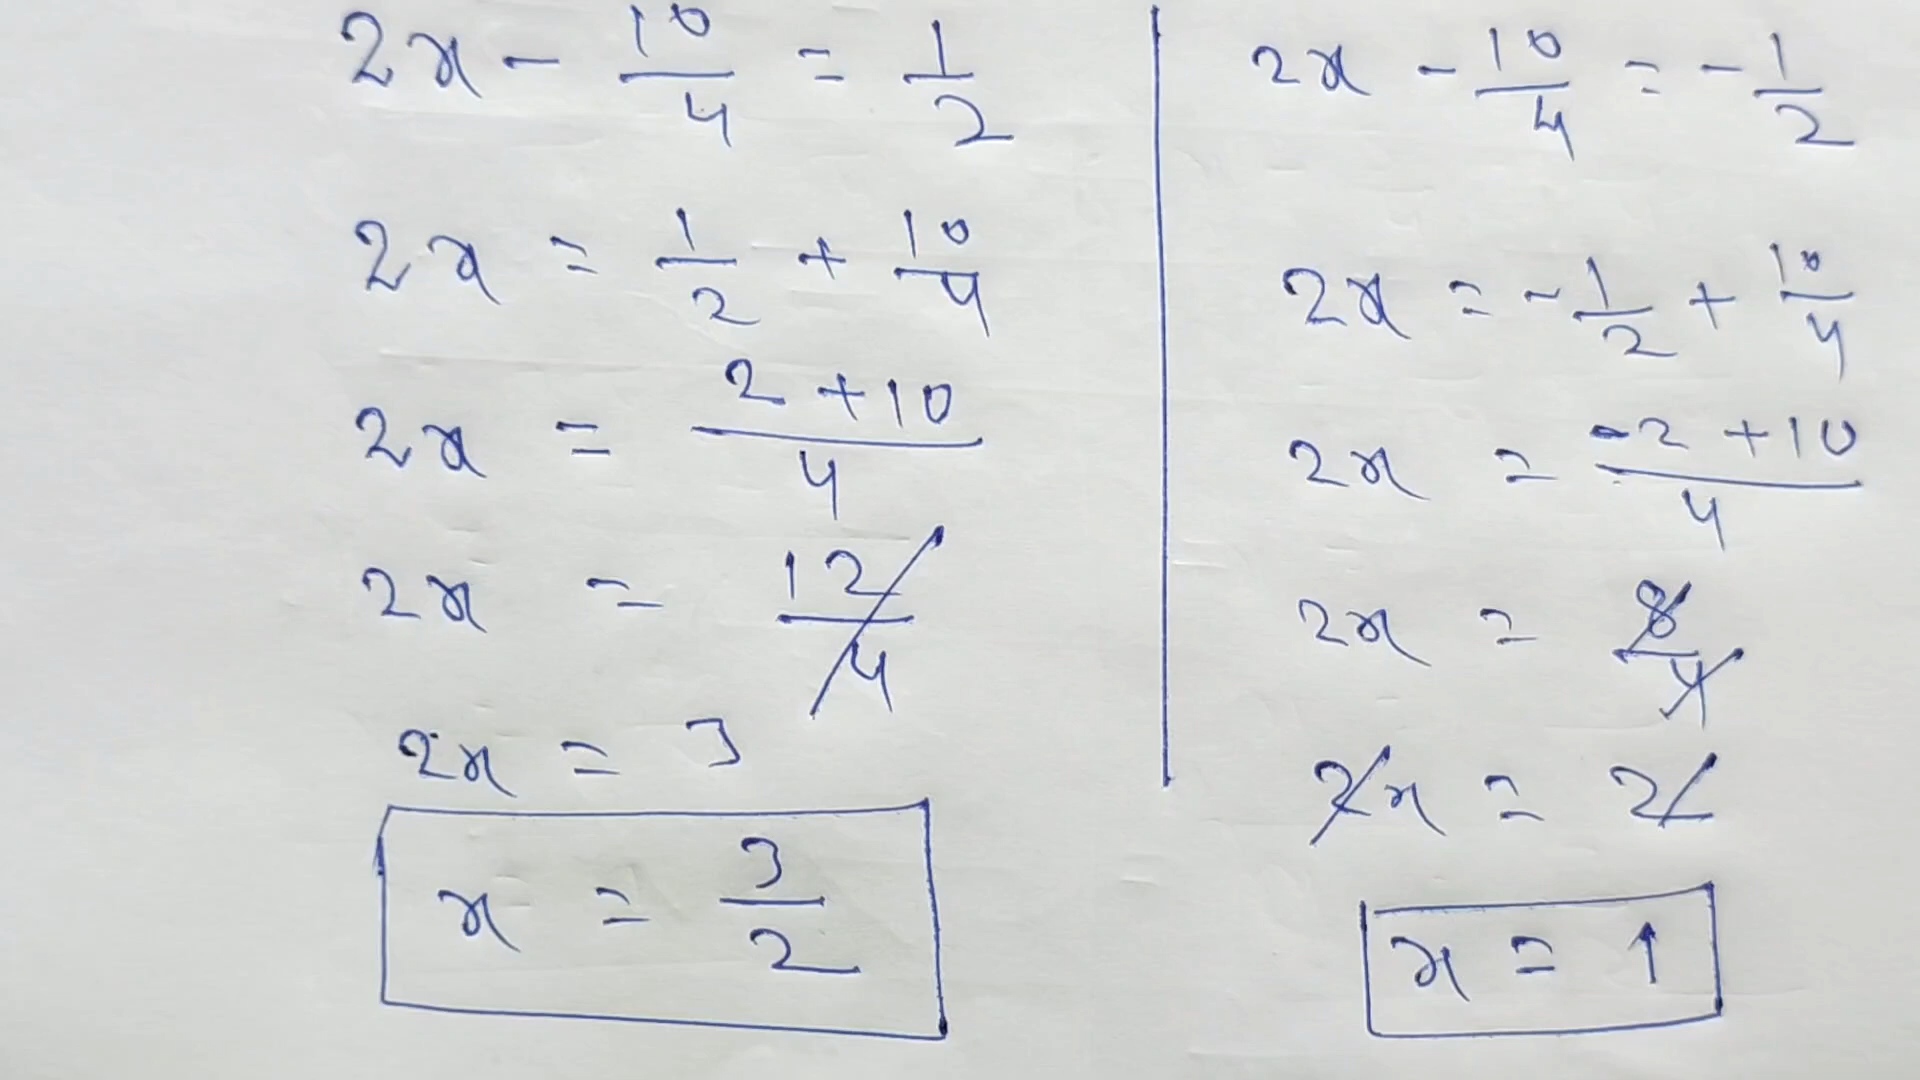 2x - 10/4 = 1/2
2x = 1/2 + 10/4
2x = 2 + 10 / 4
2x = 12/4
2x = 3
x = 3/2
2x - 10/4 = -1/2
2x = -1/2 + 10/4
2x = -2 + 10 / 4
2x = 8/4
2x = 2
x = 1